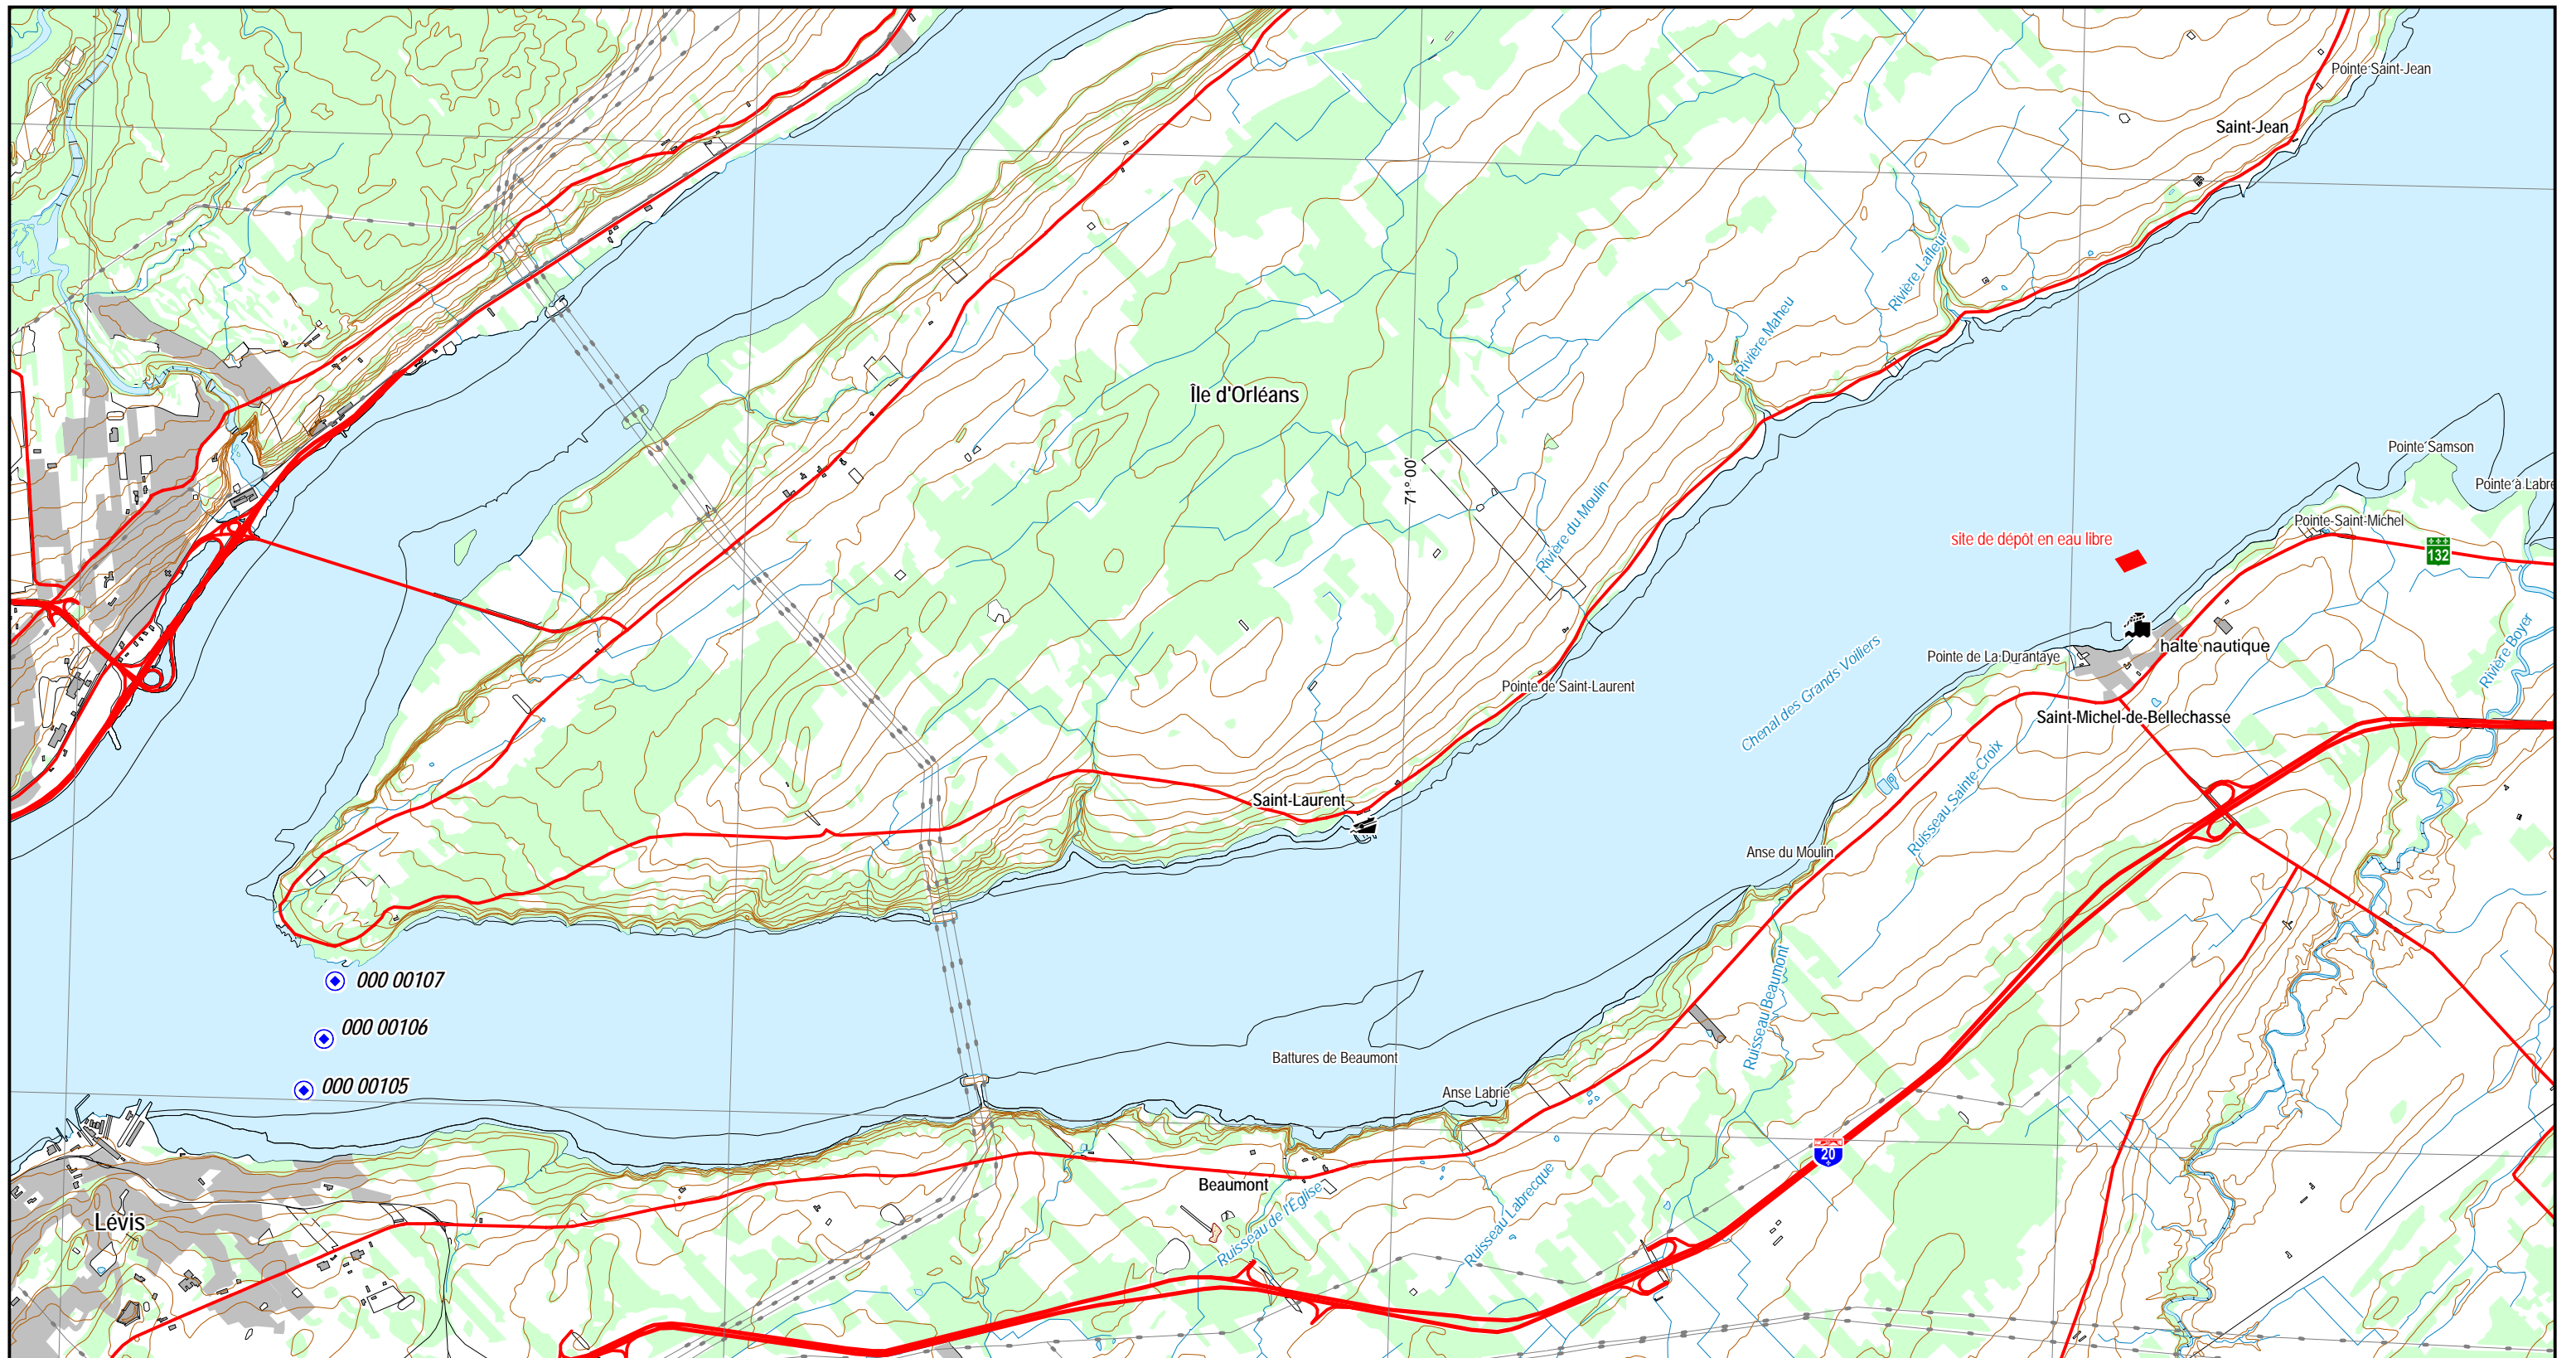 Pointe Saint-Jean
Saint-Jean
Rivière Lafleur
Rivière Maheu
Île d'Orléans
Pointe Samson
71° 00'
Pointe à Labre
Rivière du Moulin
Pointe-Saint-Michel
site de dépôt en eau libre
132
Rivière Boyer
halte nautique
Pointe de La Durantaye
Chenal des Grands Voiliers
Pointe de Saint-Laurent
Saint-Michel-de-Bellechasse
Ruisseau Sainte-Croix
Saint-Laurent
Anse du Moulin
000 00107
Ruisseau Beaumont
000 00106
Battures de Beaumont
000 00105
Anse Labrie
20
Beaumont
Ruisseau de l'Église
Ruisseau Labrecque
Lévis